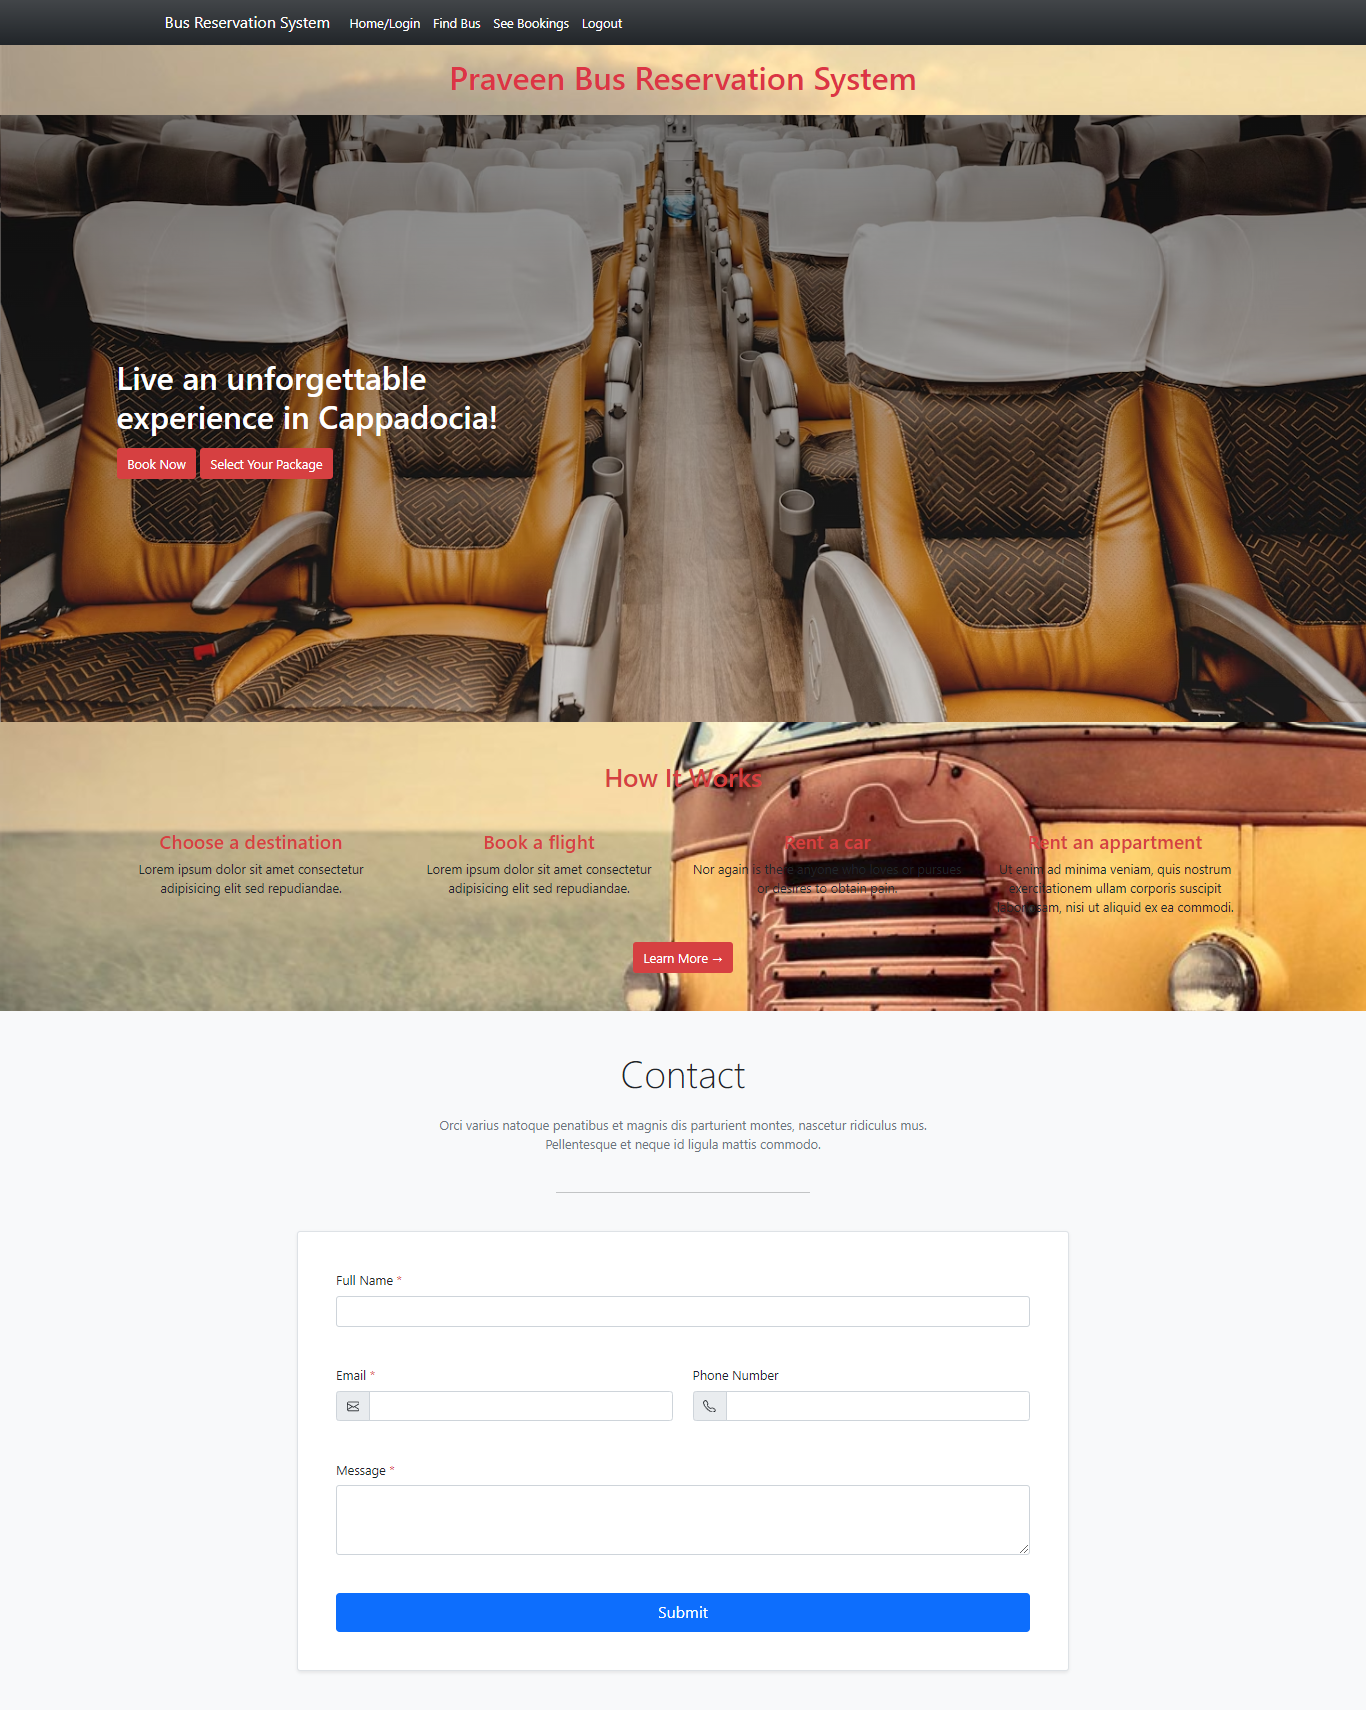 Bus Reservation System Home/Login Find Bus See Bookings Logout
Praveen Bus Reservation System
Live an unforgettable
experience in Cappadocia!
Book Now Select Your Package
How It Works
Choose a destination
Lorem ipsum dolor sit amet consectetur
adipisicing elit sed repudiandae.
Book a flight
Lorem ipsum dolor sit amet consectetur
adipisicing elit sed repudiandae.
Rent a car
Nor again is there anyone who loves or pursues
or desires to obtain pain.
Rent an appartment
Ut enim ad minima veniam, quis nostrum
exercitationem ullam corporis suscipit
laboriosam, nisi ut aliquid ex ea commodi.
Learn More →
Contact
Orci varius natoque penatibus et magnis dis parturient montes, nascetur ridiculus mus.
Pellentesque et neque id ligula mattis commodo.
Full Name *
Email *
Phone Number
Message *
Submit